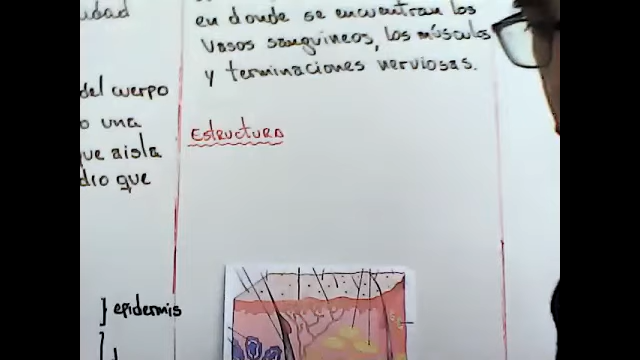 udad
del cuerpo
o una
que aisla
dio que
} epidermis
en donde se encuentran los
vasos sanguineos, los músculos
y terminaciones nerviosas.
Estructura